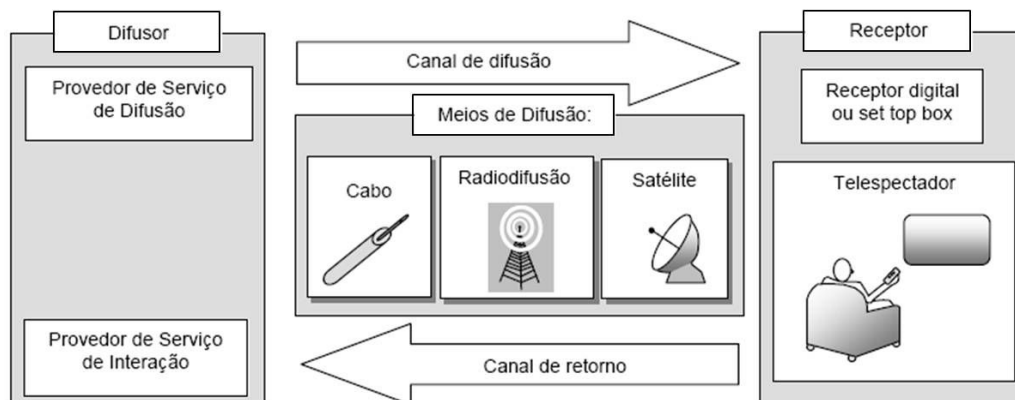 Difusor
Provedor de Serviço
de Difusão
Provedor de Serviço
de Interação
Canal de difusão
Meios de Difusão:
Cabo
Radiodifusão
Satélite
Canal de retorno
Receptor
Receptor digital
ou set top box
Telespectador